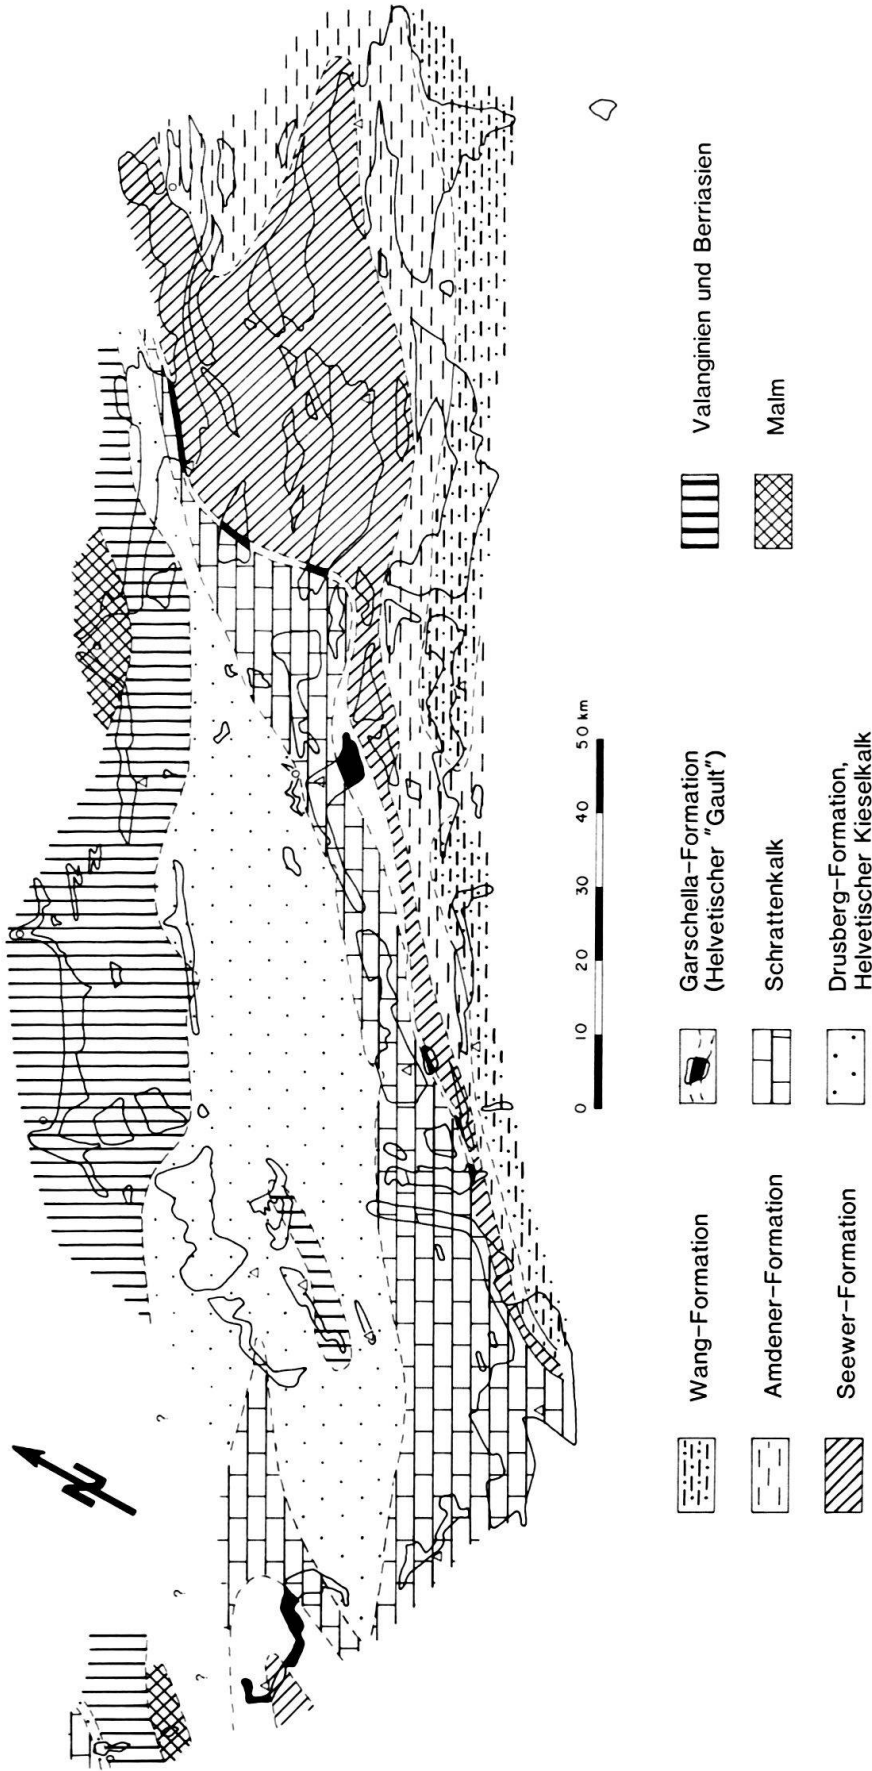 N
?
?
?
0 10 20 30 40 50 km
Wang-Formation
Amdener-Formation
Seewer-Formation
Garschella-Formation
(Helvetischer "Gault")
Schrattenkalk
Drusberg-Formation,
Helvetischer Kieselkalk
Valanginien und Berriasien
Malm